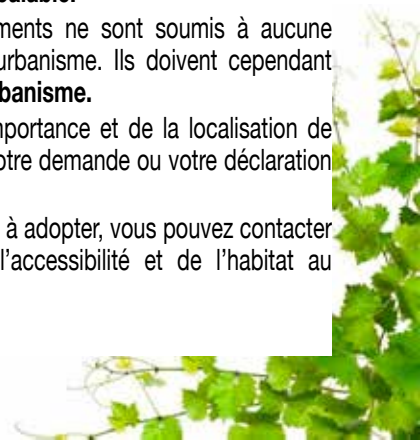 ments ne sont soumis à aucune
urbanisme. Ils doivent cependant
banisme.
mportance et de la localisation de
otre demande ou votre déclaration
à adopter, vous pouvez contacter
l'accessibilité et de l'habitat au